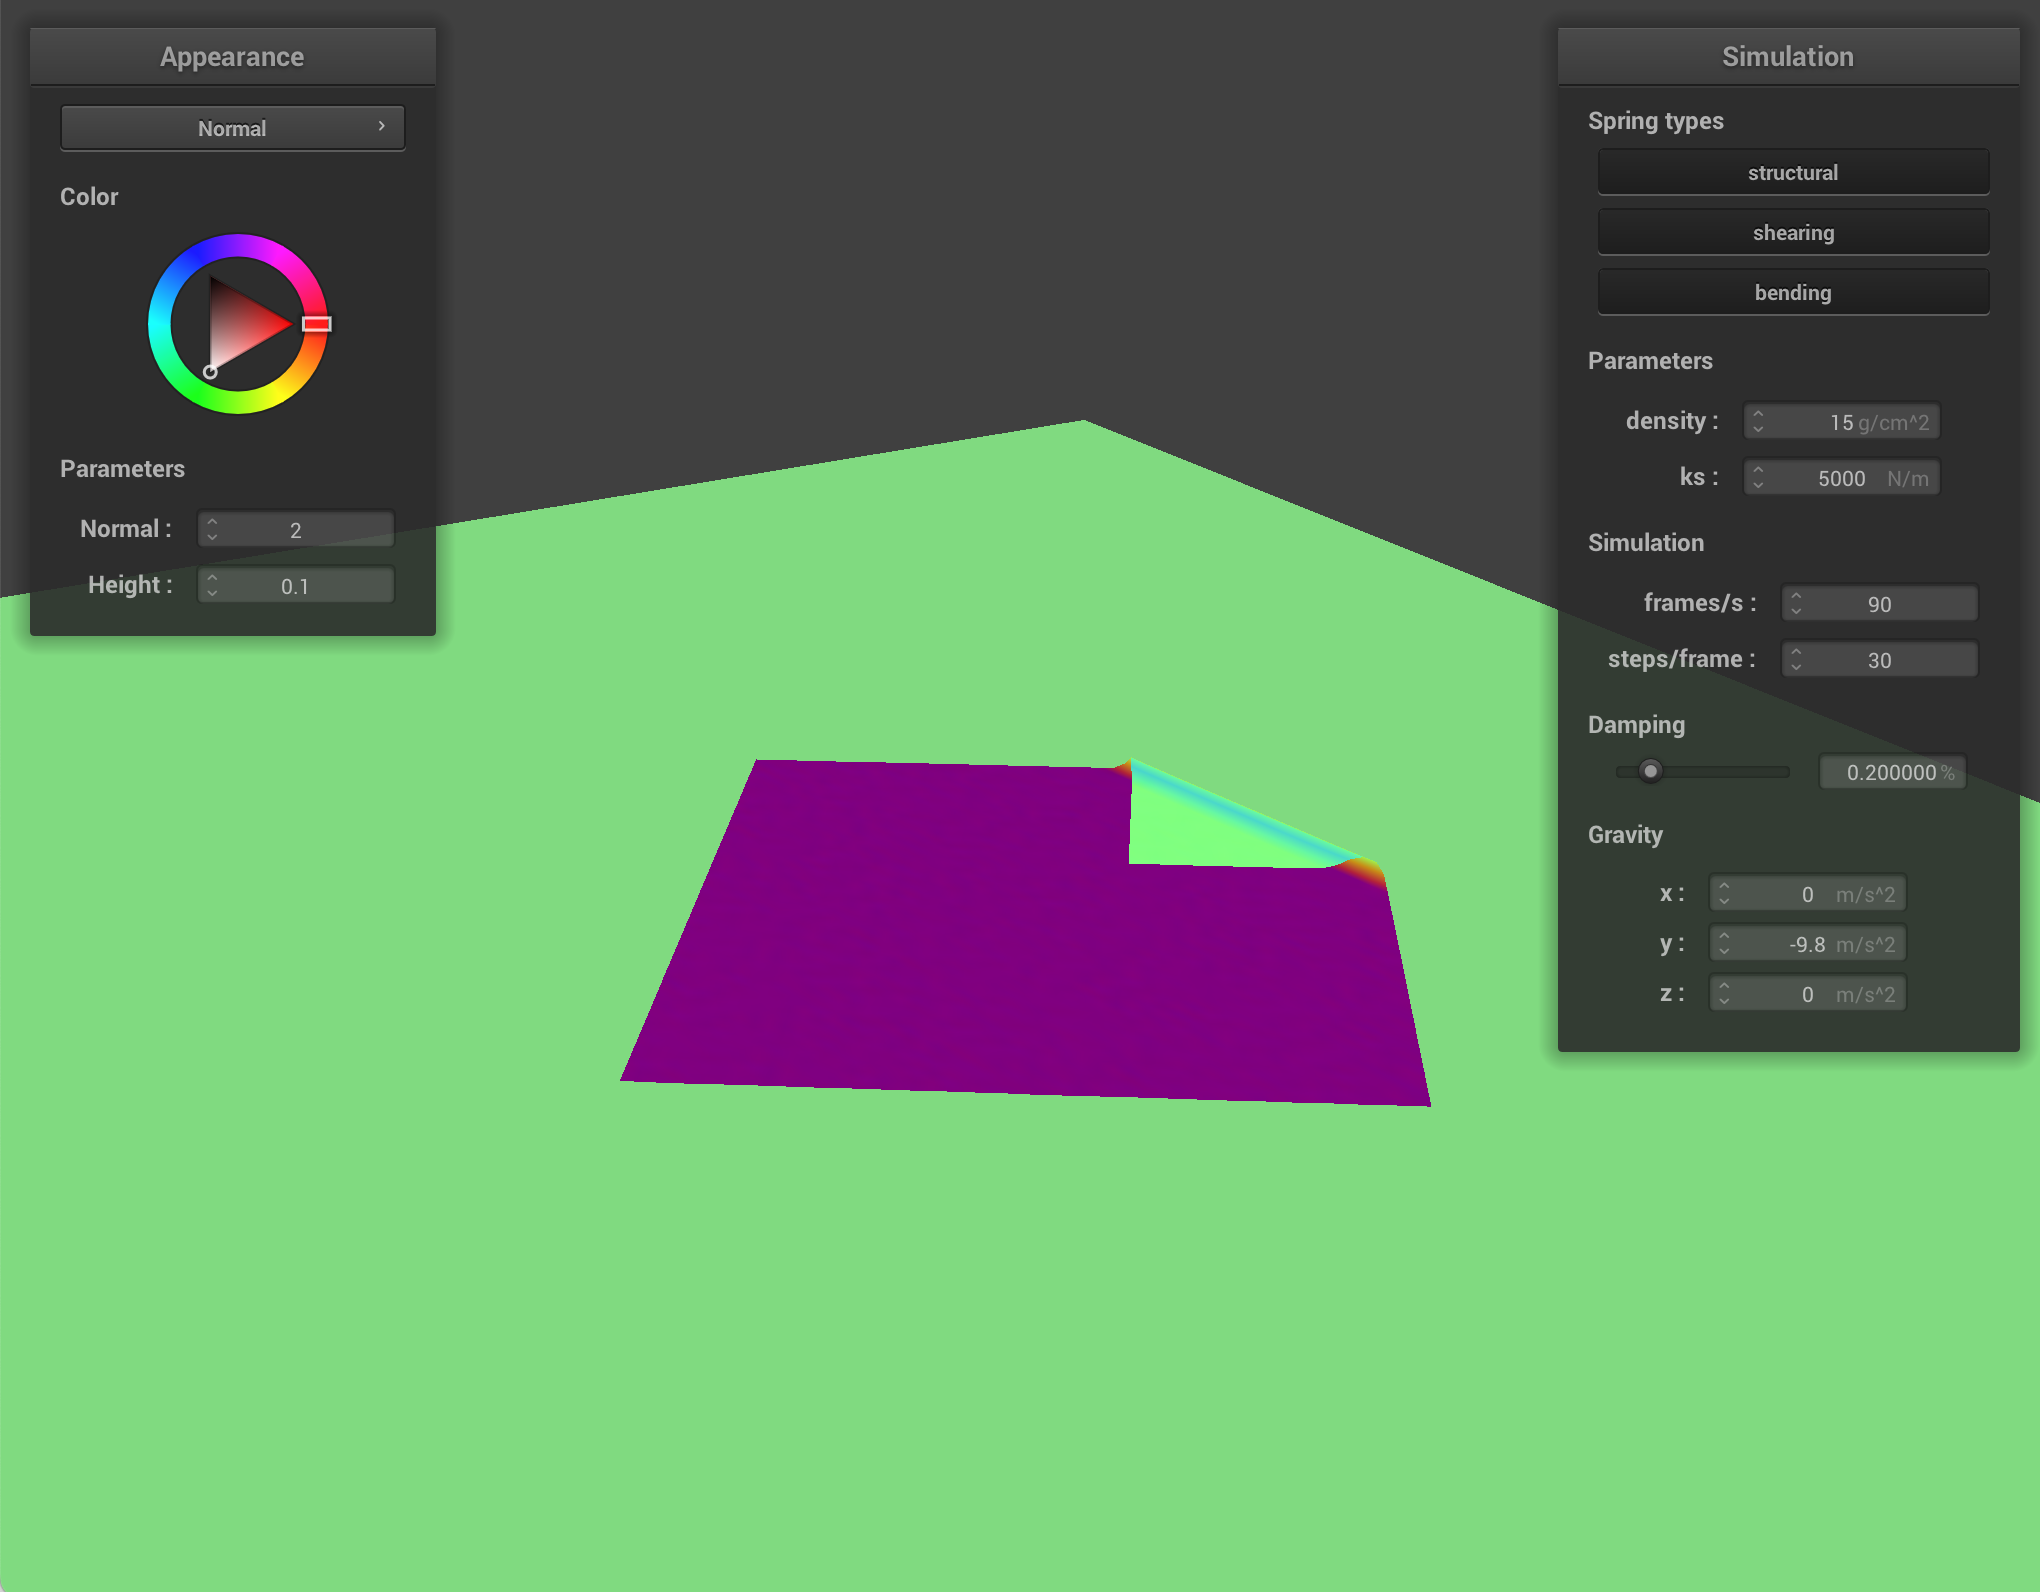 Appearance
Normal
Color
Parameters
Normal : 2
Height : 0.1
Simulation
Spring types
structural
shearing
bending
Parameters
density : 15 g/cm^2
ks : 5000 N/m
Simulation
frames/s : 90
steps/frame : 30
Damping
0.200000 %
Gravity
x : 0 m/s^2
y : -9.8 m/s^2
z : 0 m/s^2